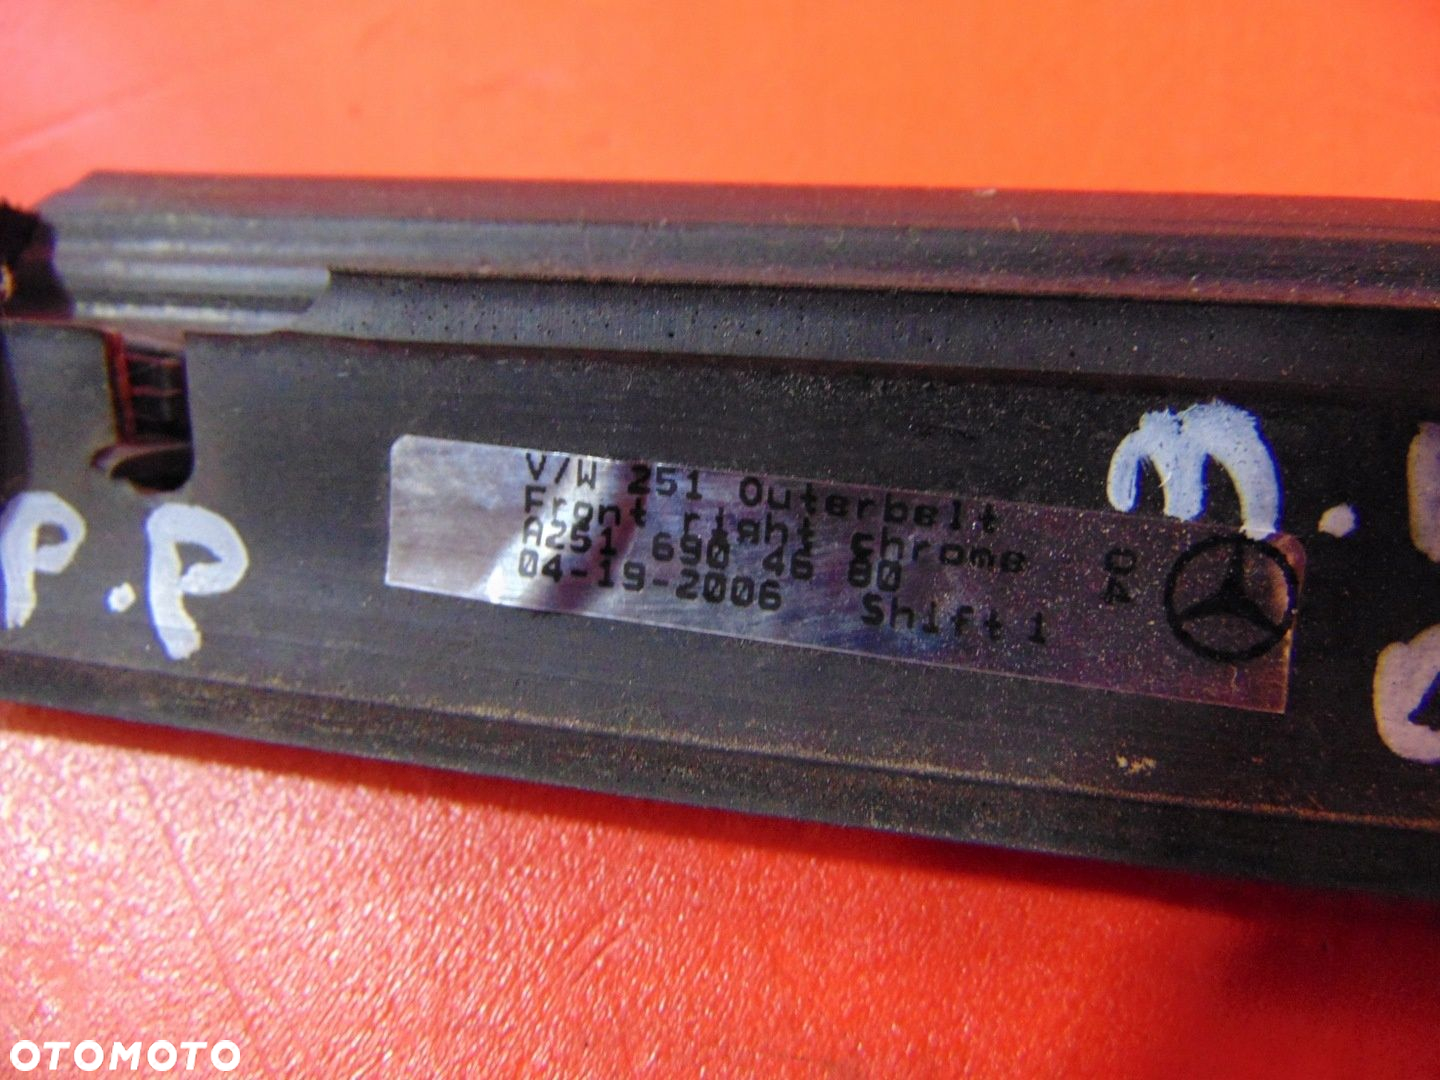 V/W 251 Outerbelt
Front right chrome
A251 690 46 80
04-19-2006 Shift 1
04
P.P
m.
OTOMOTO